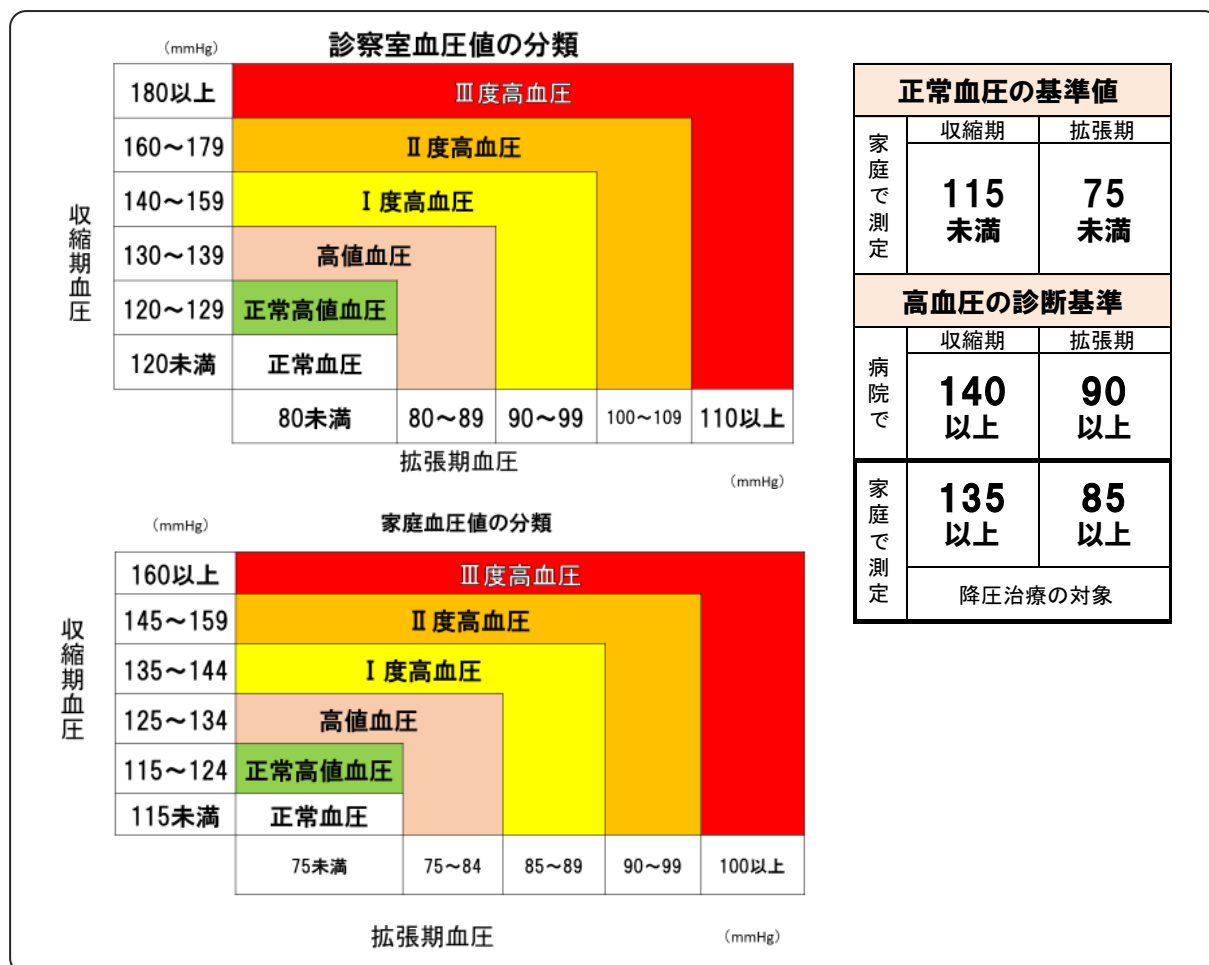 診察室血圧値の分類
(mmHg)
収縮期血圧
180以上
Ⅲ度高血圧
160～179
Ⅱ度高血圧
140～159
Ⅰ度高血圧
130～139
高値血圧
120～129
正常高値血圧
120未満
正常血圧
80未満
80～89
90～99
100～109
110以上
拡張期血圧
(mmHg)
家庭血圧値の分類
(mmHg)
収縮期血圧
160以上
Ⅲ度高血圧
145～159
Ⅱ度高血圧
135～144
Ⅰ度高血圧
125～134
高値血圧
115～124
正常高値血圧
115未満
正常血圧
75未満
75～84
85～89
90～99
100以上
拡張期血圧
(mmHg)
正常血圧の基準値
家庭で測定
収縮期
拡張期
115
未満
75
未満
高血圧の診断基準
病院で
収縮期
拡張期
140
以上
90
以上
家庭で測定
135
以上
85
以上
降圧治療の対象